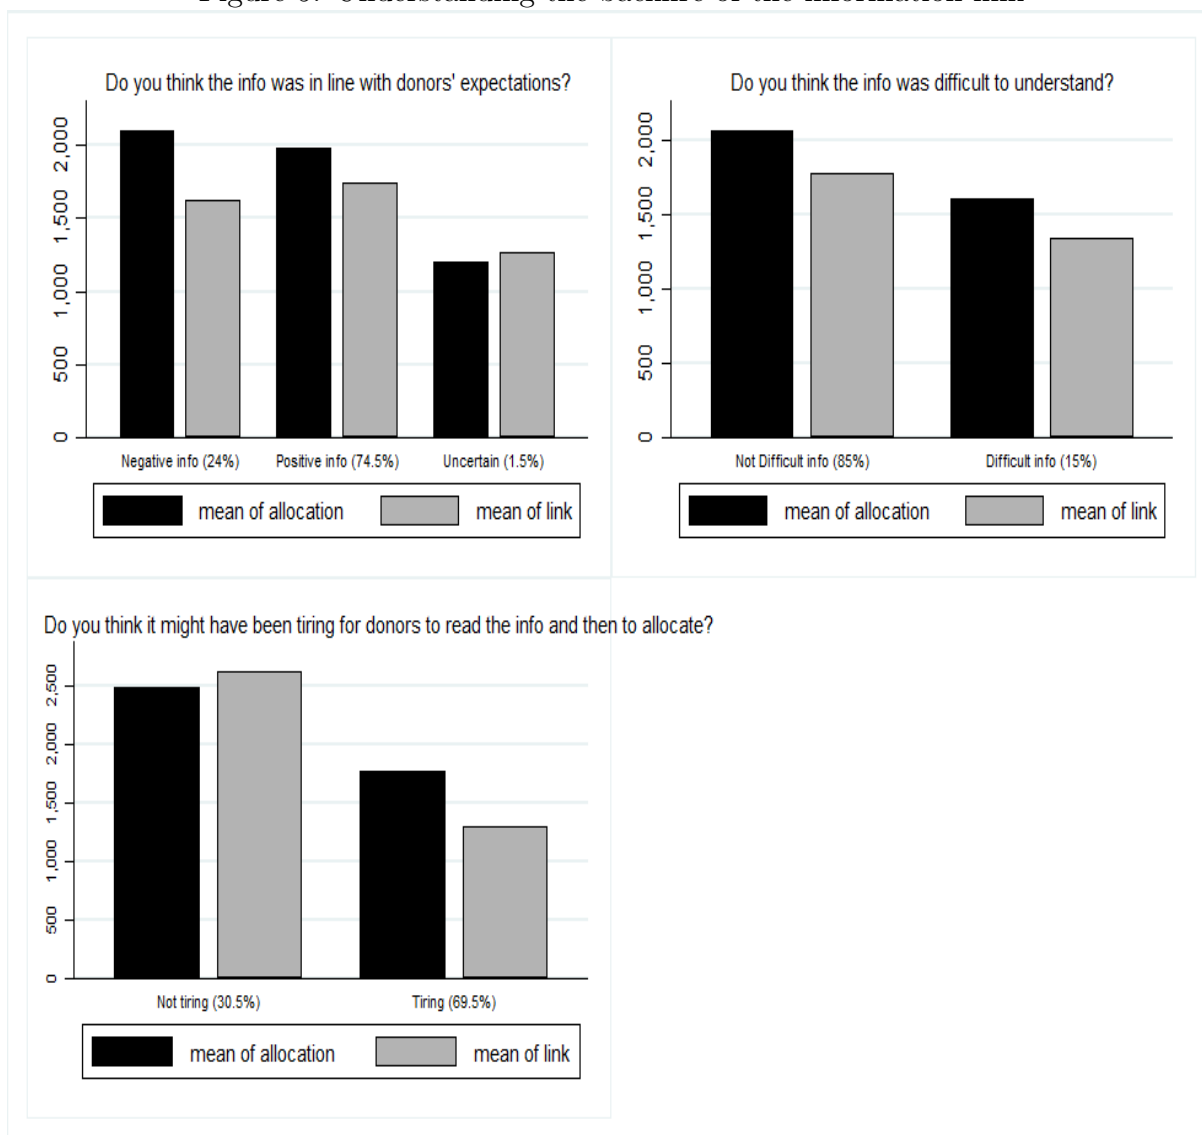 Do you think the info was in line with donors' expectations?
2,000
1,500
1,000
500
0
Negative info (24%) Positive info (74.5%) Uncertain (1.5%)
mean of allocation mean of link
Do you think the info was difficult to understand?
2,000
1,500
1,000
500
0
Not Difficult info (85%) Difficult info (15%)
mean of allocation mean of link
Do you think it might have been tiring for donors to read the info and then to allocate?
2,500
2,000
1,500
1,000
500
0
Not tiring (30.5%) Tiring (69.5%)
mean of allocation mean of link